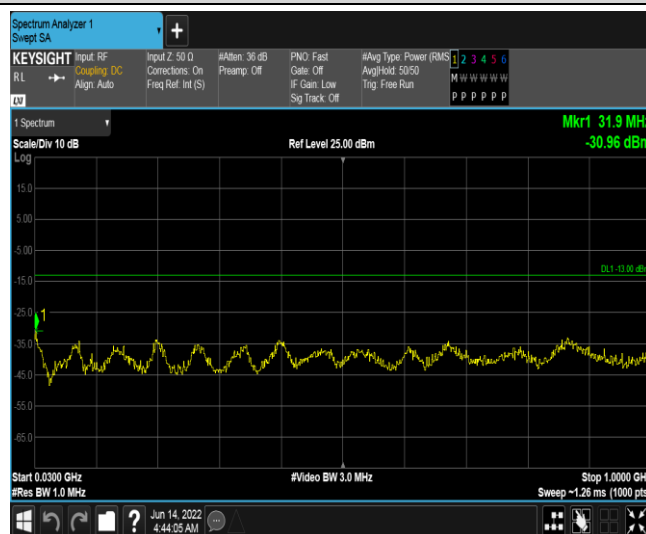 Spectrum Analyzer 1
Swept SA
+
KEYSIGHT
RL
LXI
Input: RF
Coupling: DC
Align: Auto
Input Z: 50 Ω
Corrections: On
Freq Ref: Int (S)
#Atten: 36 dB
Preamp: Off
PNO: Fast
Gate: Off
IF Gain: Low
Sig Track: Off
#Avg Type: Power (RMS
Avg|Hold: 50/50
Trig: Free Run
1 2 3 4 5 6
M W W W W W
P P P P P P
1 Spectrum
Mkr1 31.9 MHz
Scale/Div 10 dB
Ref Level 25.00 dBm
-30.96 dBm
Log
15.0
5.00
-5.00
-15.0
DL1 -13.00 dBm
-25.0
1
-35.0
-45.0
-55.0
-65.0
Start 0.0300 GHz
#Video BW 3.0 MHz
Stop 1.0000 GH
#Res BW 1.0 MHz
Sweep ~1.26 ms (1000 pts
?
Jun 14, 2022
4:44:05 AM